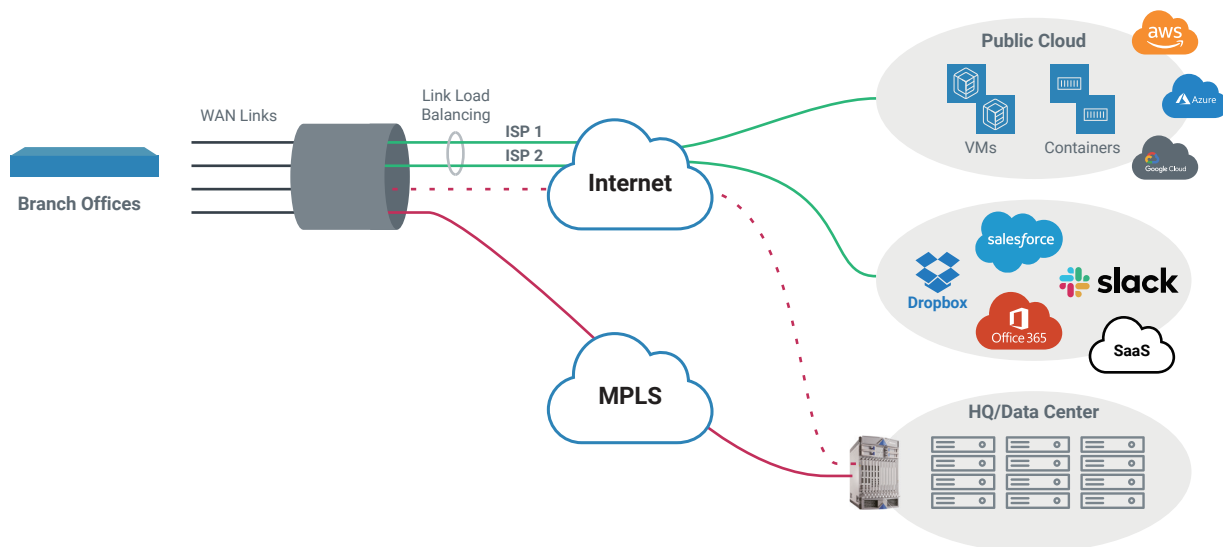 Public Cloud
aws
Azure
Google Cloud
VMs
Containers
WAN Links
Link Load
Balancing
ISP 1
ISP 2
Branch Offices
Internet
salesforce
Dropbox
slack
Office 365
SaaS
MPLS
HQ/Data Center